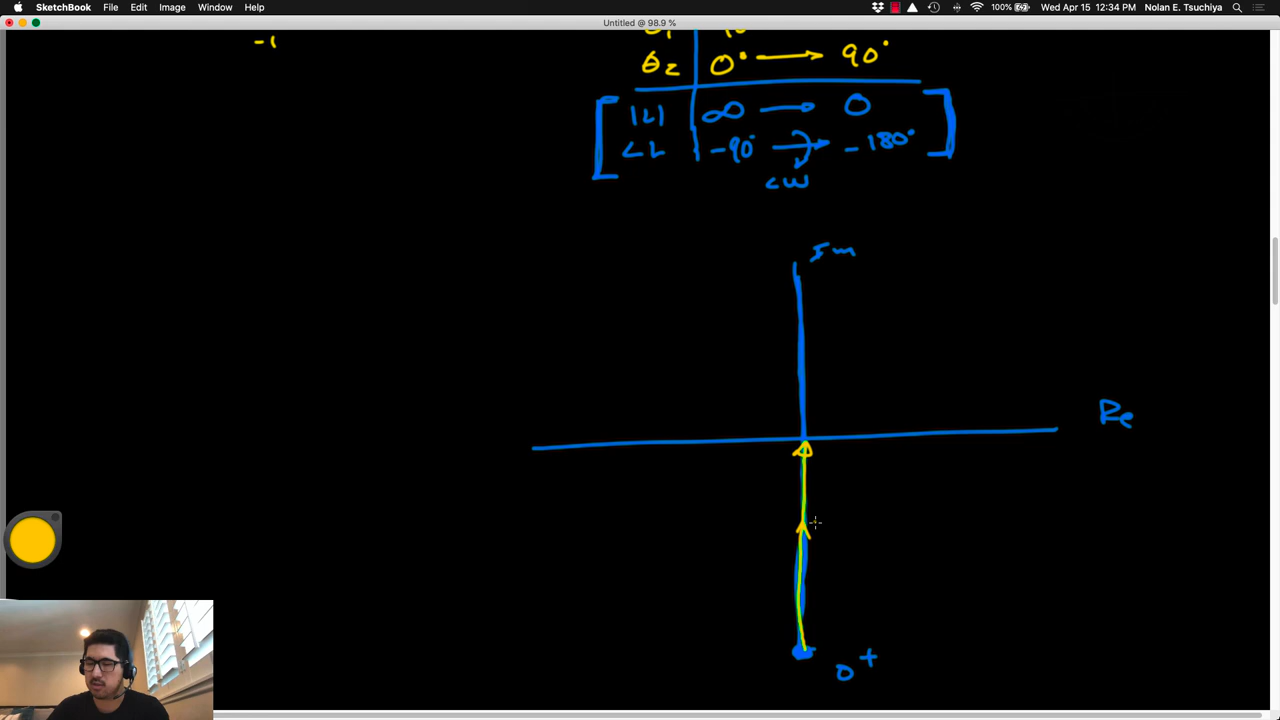 SketchBook File Edit Image Window Help 100% Wed Apr 15 12:34 PM Nolan E. Tsuchiya
Untitled @ 98.9 %
-1
θ2 0° → 90°
|L| ∞ → 0
∠L -90° → -180°
CW
Im
Re
0+